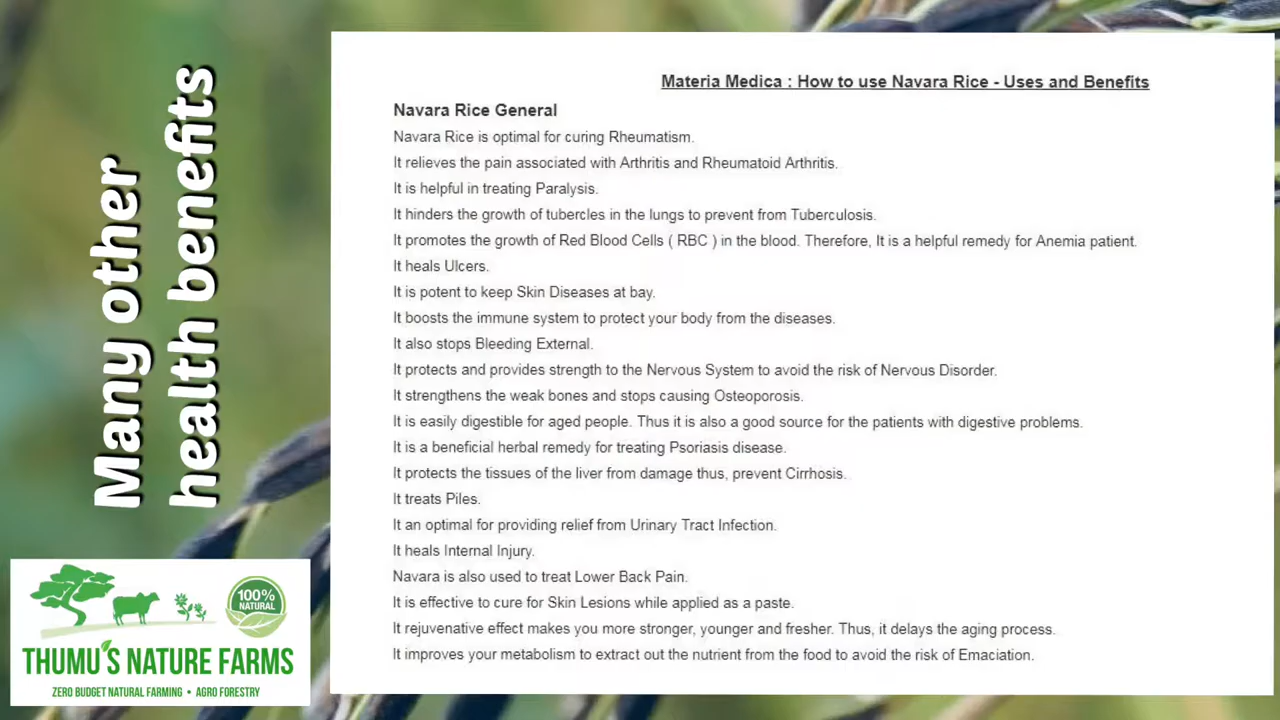 Many other
health benefits
Materia Medica : How to use Navara Rice - Uses and Benefits
Navara Rice General
Navara Rice is optimal for curing Rheumatism.
It relieves the pain associated with Arthritis and Rheumatoid Arthritis.
It is helpful in treating Paralysis.
It hinders the growth of tubercles in the lungs to prevent from Tuberculosis.
It promotes the growth of Red Blood Cells ( RBC ) in the blood. Therefore, It is a helpful remedy for Anemia patient.
It heals Ulcers.
It is potent to keep Skin Diseases at bay.
It boosts the immune system to protect your body from the diseases.
It also stops Bleeding External.
It protects and provides strength to the Nervous System to avoid the risk of Nervous Disorder.
It strengthens the weak bones and stops causing Osteoporosis.
It is easily digestible for aged people. Thus it is also a good source for the patients with digestive problems.
It is a beneficial herbal remedy for treating Psoriasis disease.
It protects the tissues of the liver from damage thus, prevent Cirrhosis.
It treats Piles.
It an optimal for providing relief from Urinary Tract Infection.
It heals Internal Injury.
Navara is also used to treat Lower Back Pain.
It is effective to cure for Skin Lesions while applied as a paste.
It rejuvenative effect makes you more stronger, younger and fresher. Thus, it delays the aging process.
It improves your metabolism to extract out the nutrient from the food to avoid the risk of Emaciation.
100%
NATURAL
THUMU'S NATURE FARMS
ZERO BUDGET NATURAL FARMING • AGRO FORESTRY